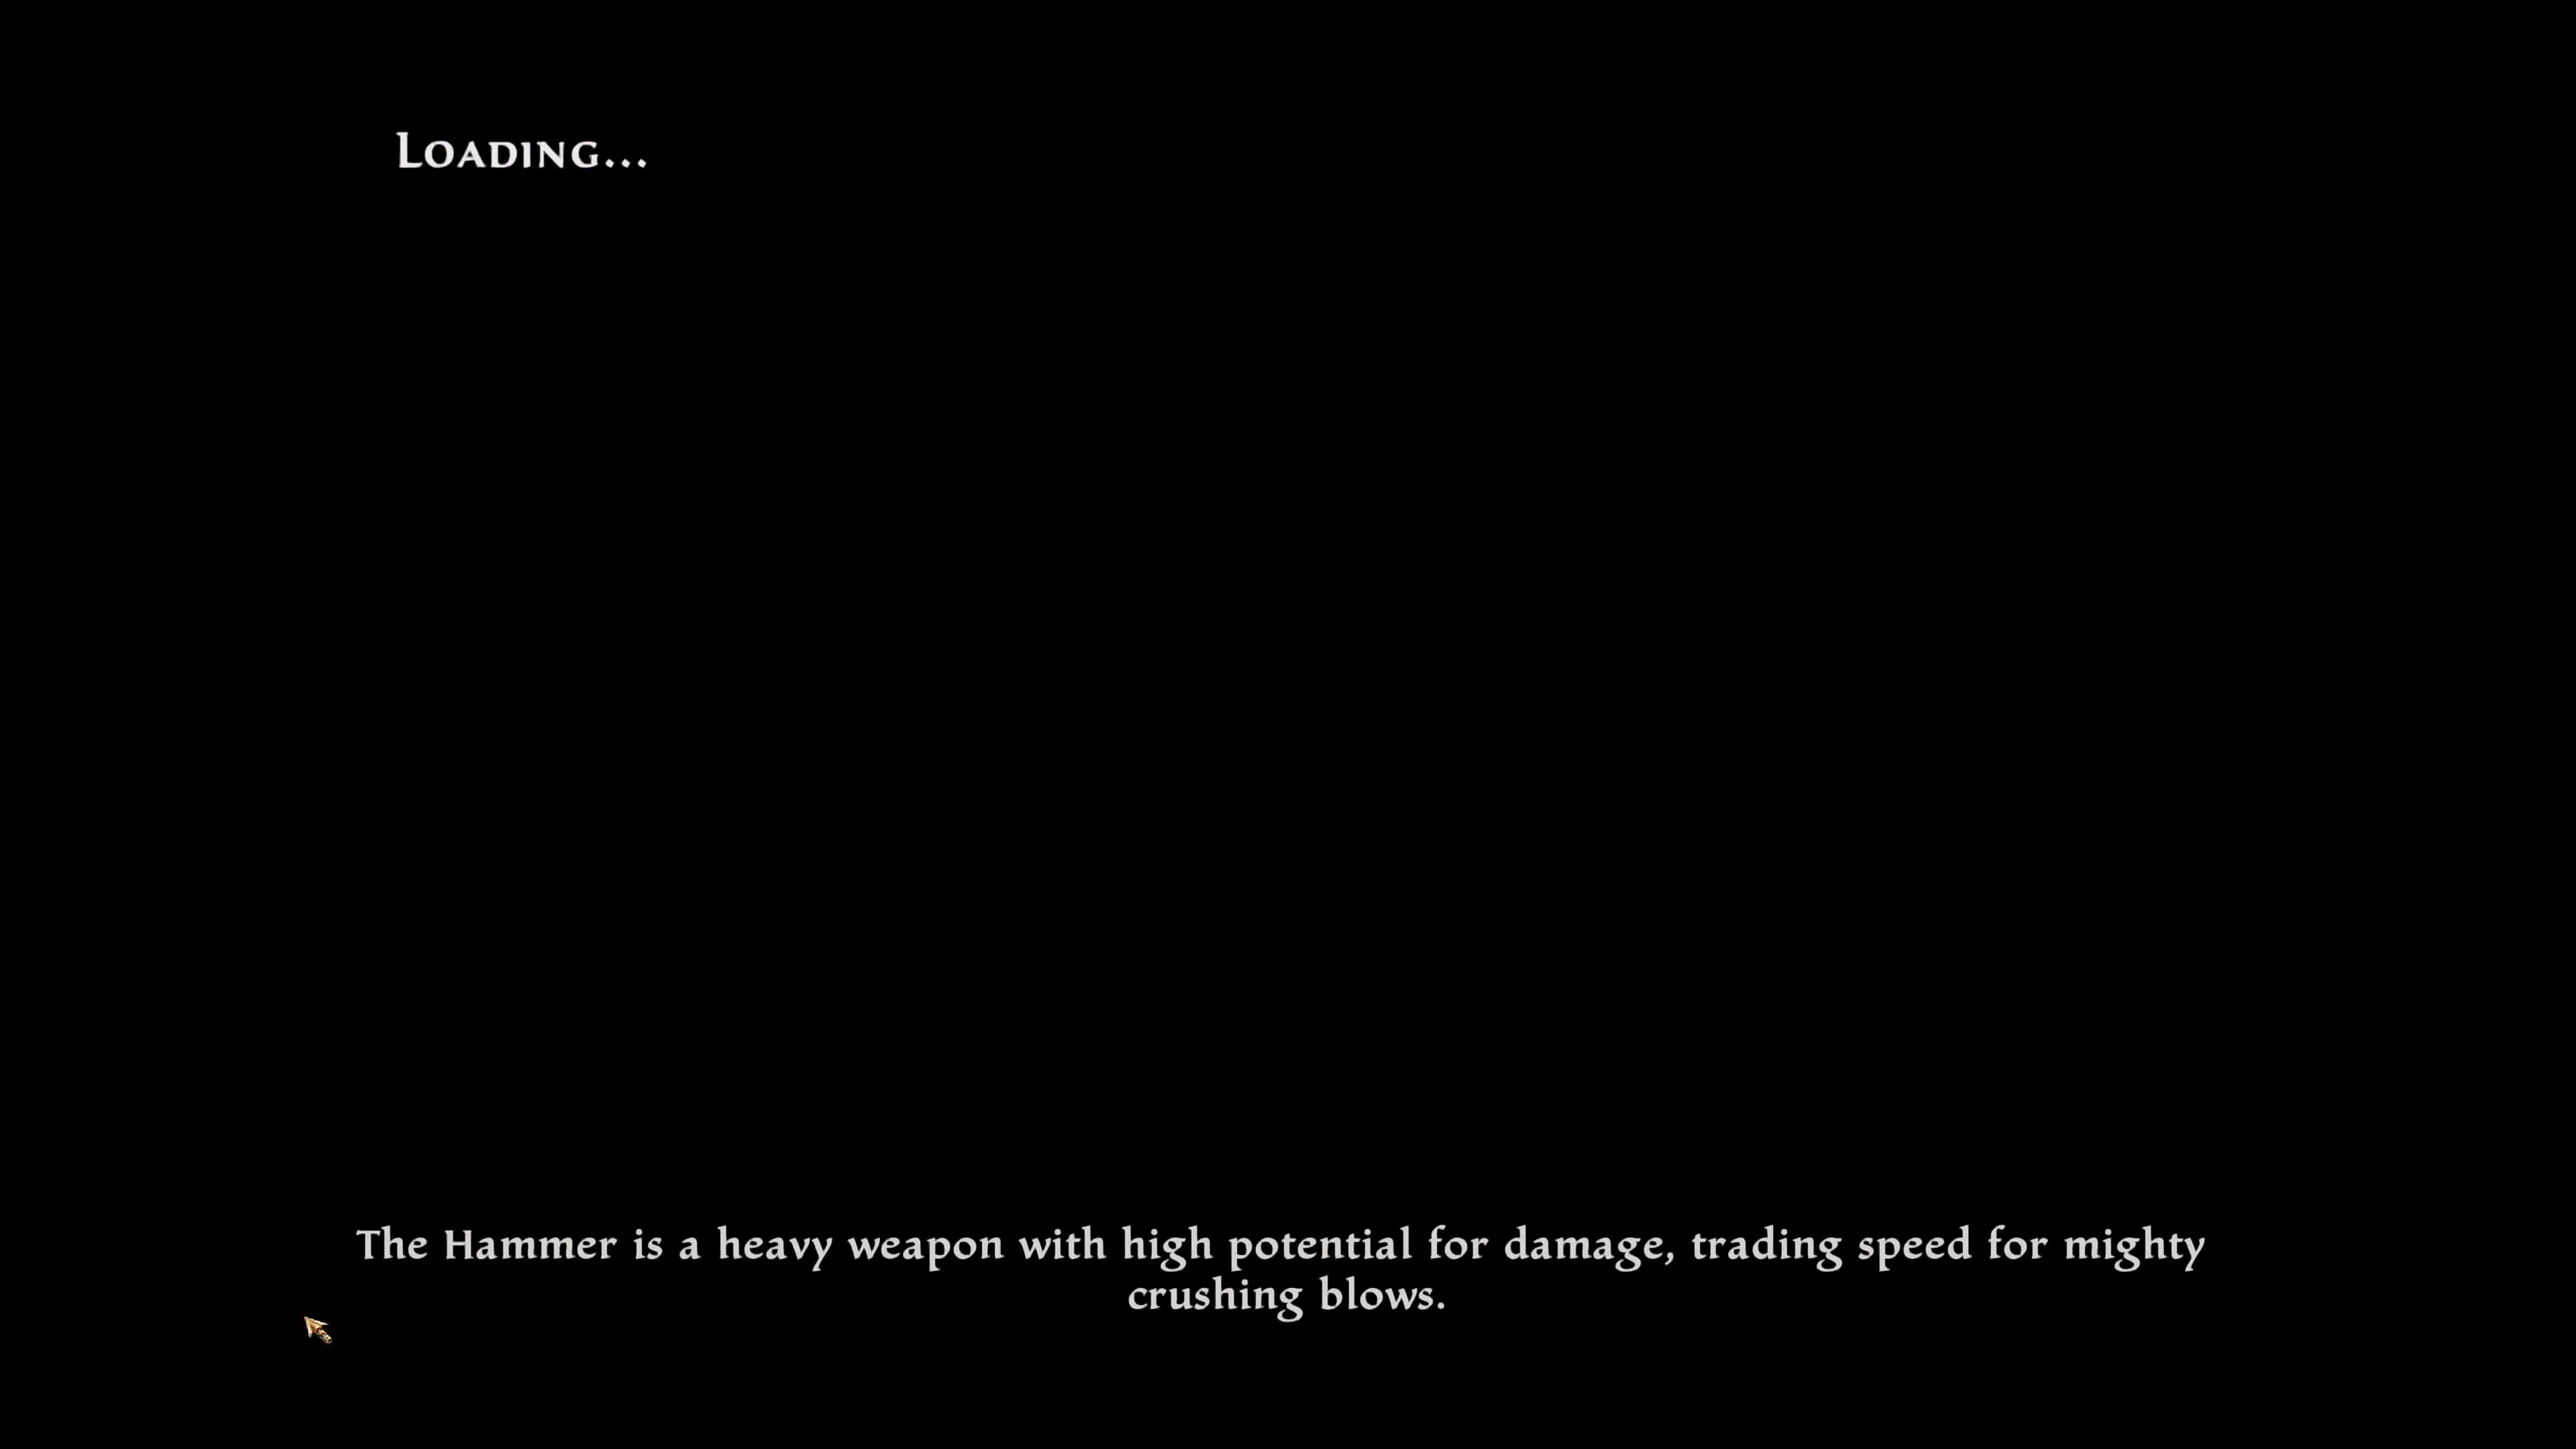 Loading...
The Hammer is a heavy weapon with high potential for damage, trading speed for mighty
crushing blows.